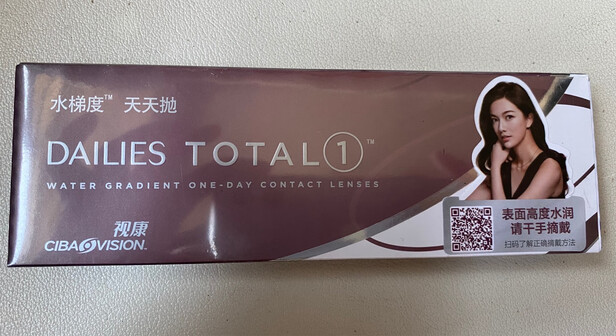 水梯度™ 天天抛
DAILIES TOTAL 1™
WATER GRADIENT ONE-DAY CONTACT LENSES
视康
CIBA VISION.
表面高度水润
请干手摘戴
扫码了解正确摘戴方法